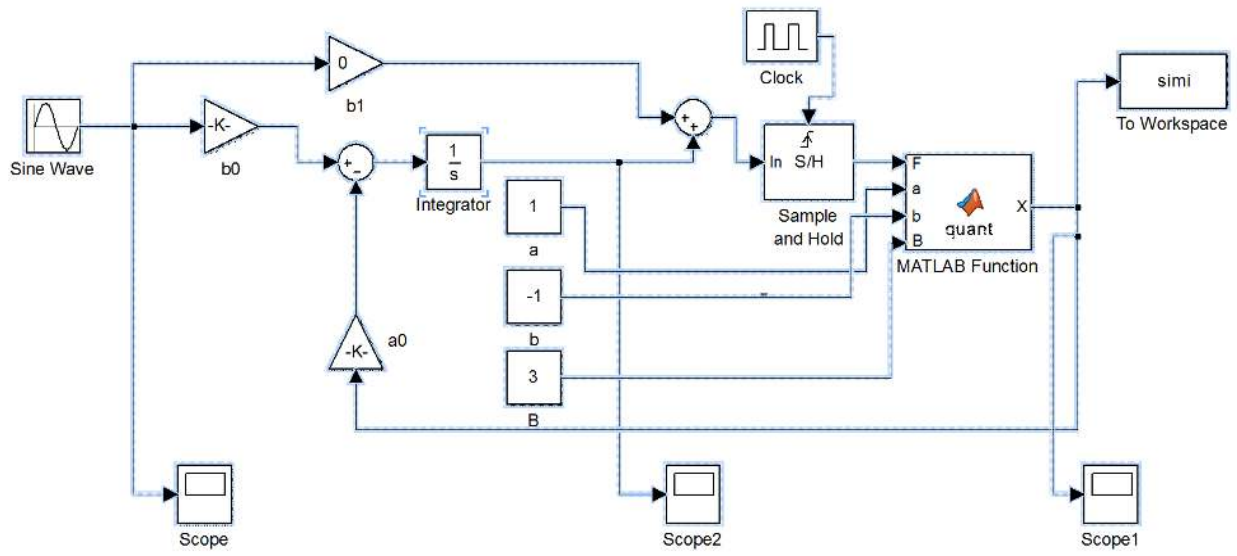 Clock
0
b1
simi
To Workspace
Sine Wave
-K-
b0
+
-
1
s
Integrator
+
+
In
S/H
Sample
and Hold
F
a
b
B
X
quant
MATLAB Function
1
a
-1
b
3
B
-K-
a0
Scope
Scope2
Scope1